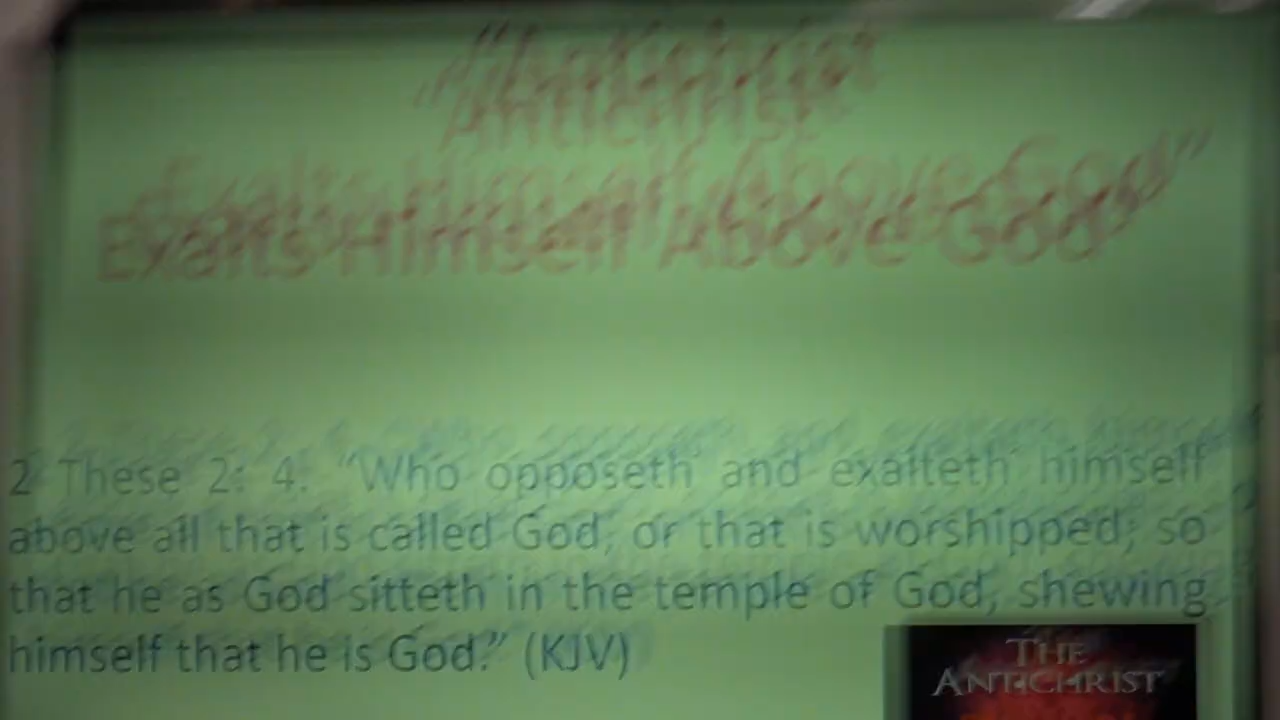 “Antichrist
Exalts Himself Above God”
2 These 2: 4. “Who opposeth and exalteth himself
above all that is called God, or that is worshipped; so
that he as God sitteth in the temple of God, shewing
himself that he is God.” (KJV)
THE
ANTICHRIST